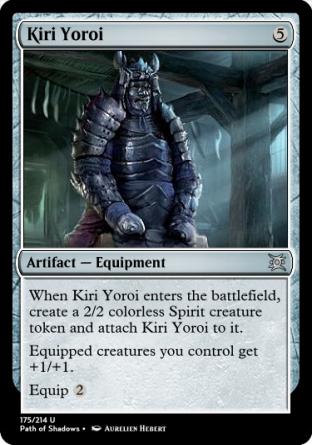 Kiri Yoroi 5
Artifact — Equipment
When Kiri Yoroi enters the battlefield,
create a 2/2 colorless Spirit creature
token and attach Kiri Yoroi to it.
Equipped creatures you control get
+1/+1.
Equip 2
175/214 U
Path of Shadows • Aurelien Hebert